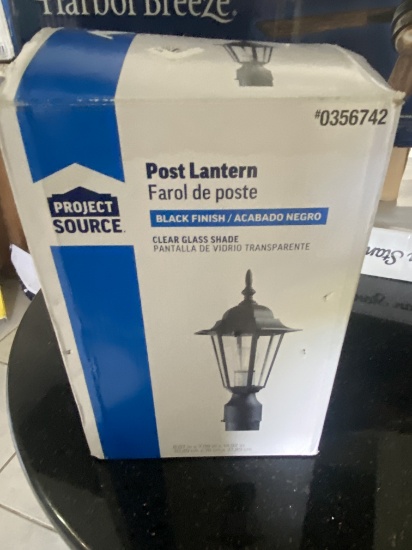 Harbor Breeze.
#0356742
Post Lantern
Farol de poste
PROJECT
SOURCE
BLACK FINISH / ACABADO NEGRO
CLEAR GLASS SHADE
PANTALLA DE VIDRIO TRANSPARENTE